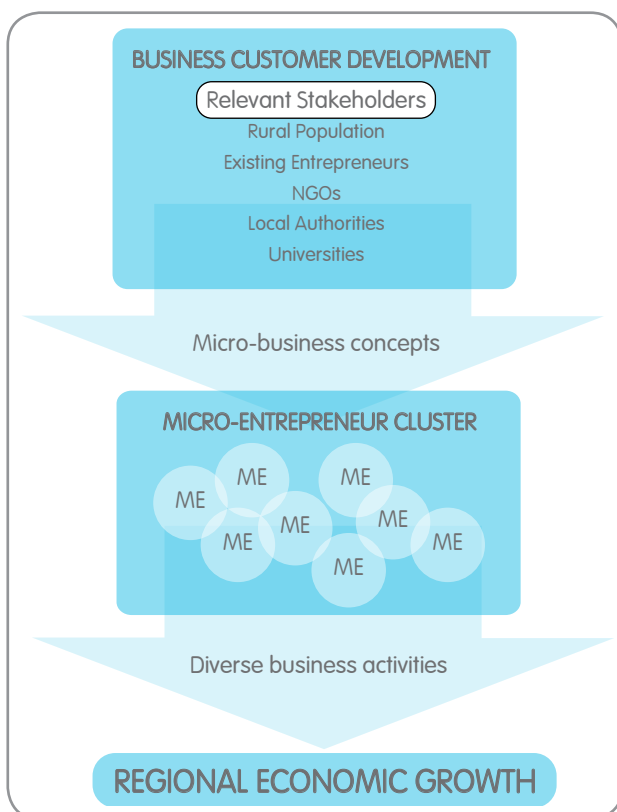 BUSINESS CUSTOMER DEVELOPMENT
Relevant Stakeholders
Rural Population
Existing Entrepreneurs
NGOs
Local Authorities
Universities
Micro-business concepts
MICRO-ENTREPRENEUR CLUSTER
ME
ME
ME
ME
ME
ME
ME
ME
Diverse business activities
REGIONAL ECONOMIC GROWTH